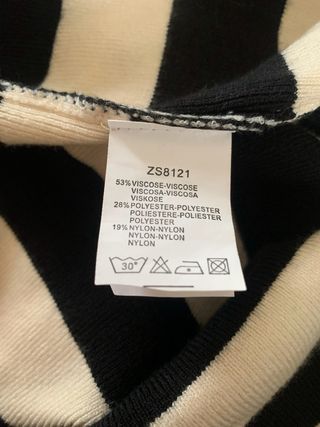 ZS8121
53%VISCOSE-VISCOSE
VISCOSA-VISCOSA
VISKOSE
28%POLYESTER-POLYESTER
POLIESTERE-POLIESTER
POLYESTER
19%NYLON-NYLON
NYLON-NYLON
NYLON
30°